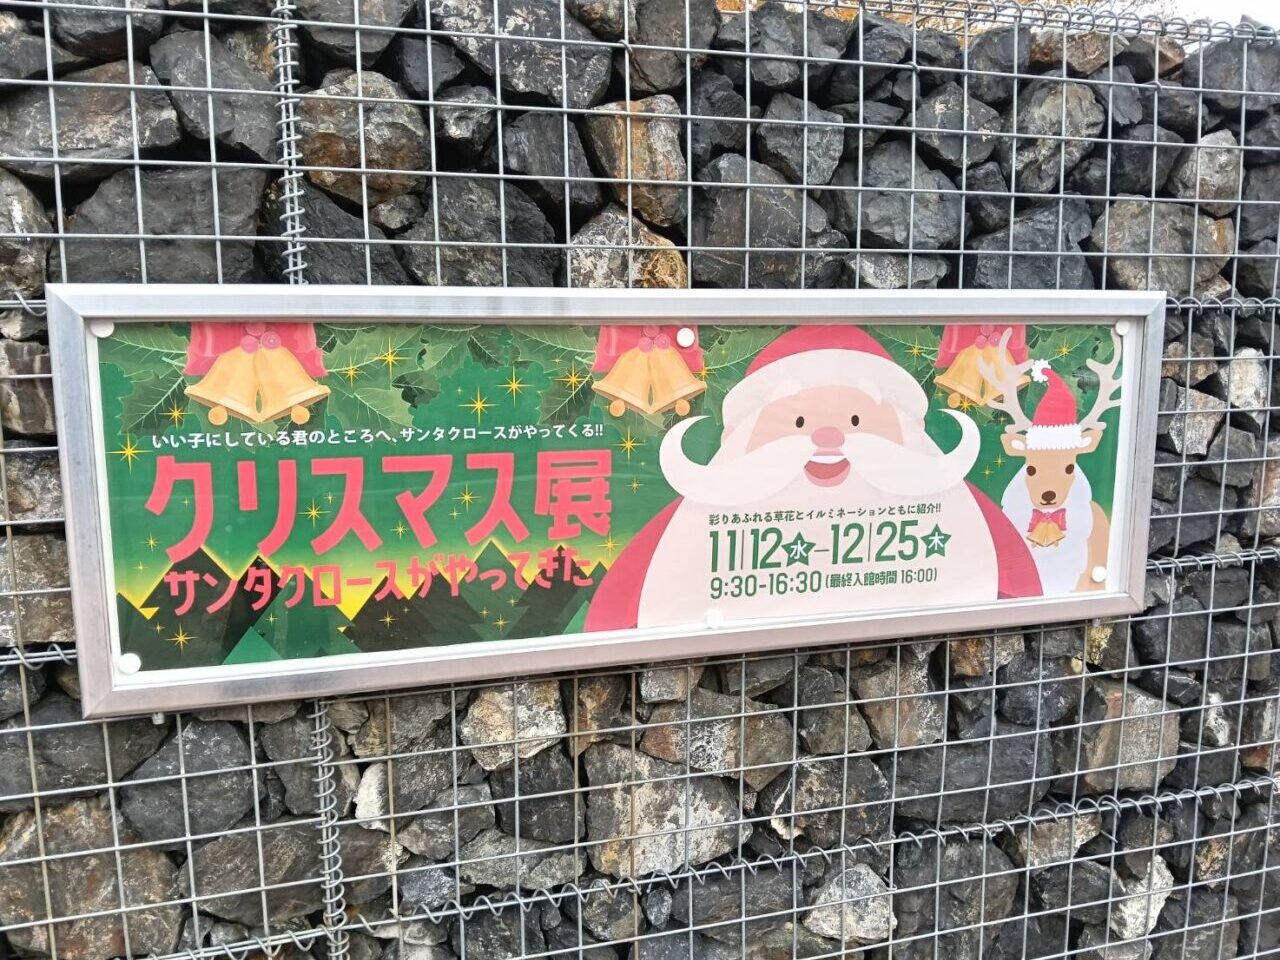 いい子にしている君のところへ、サンタクロースがやってくる!!
クリスマス展
サンタクロースがやってきた
彩りあふれる草花とイルミネーションともに紹介!!
11|12水–12|25木
9:30-16:30(最終入館時間 16:00)